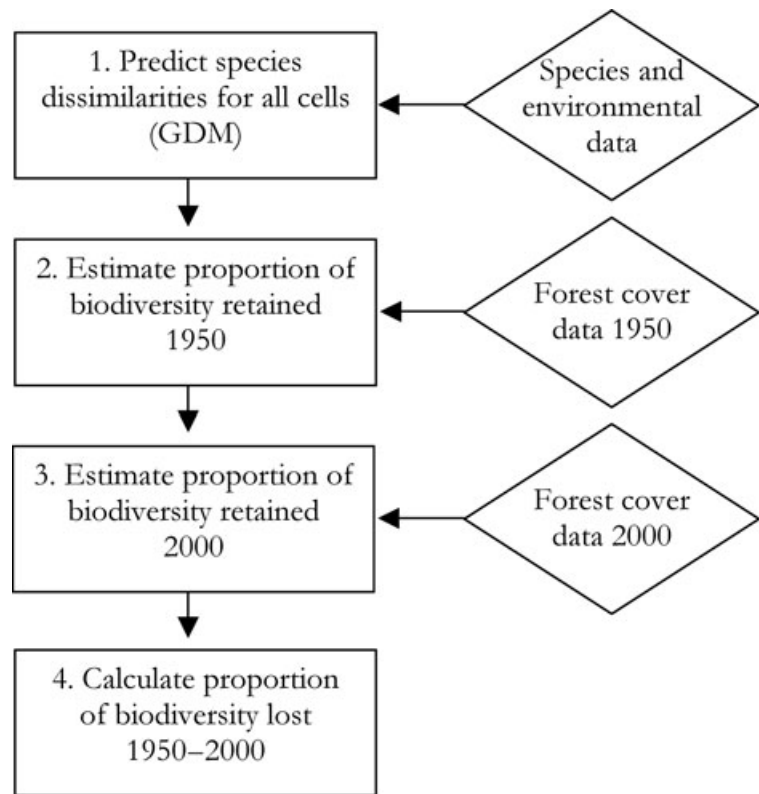 1. Predict species
dissimilarities for all cells
(GDM)
Species and
environmental
data
2. Estimate proportion of
biodiversity retained
1950
Forest cover
data 1950
3. Estimate proportion of
biodiversity retained
2000
Forest cover
data 2000
4. Calculate proportion
of biodiversity lost
1950–2000